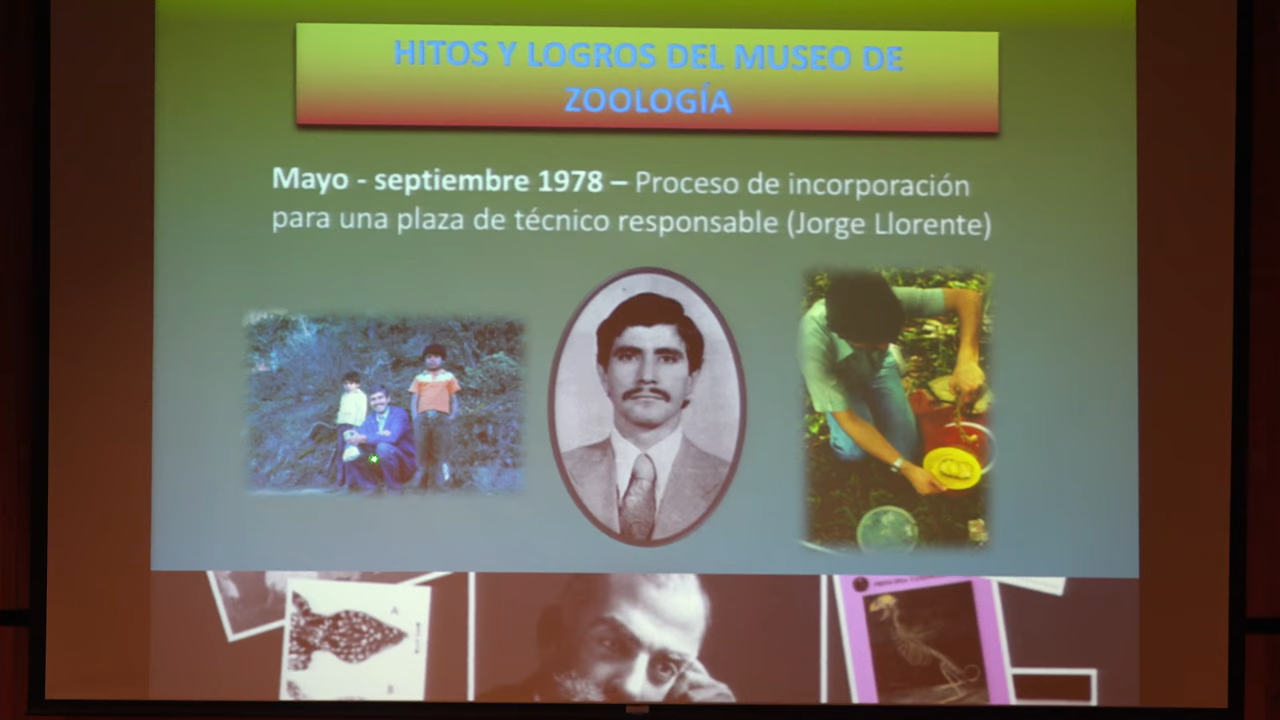 HITOS Y LOGROS DEL MUSEO DE
ZOOLOGÍA
Mayo - septiembre 1978 – Proceso de incorporación
para una plaza de técnico responsable (Jorge Llorente)
A
B